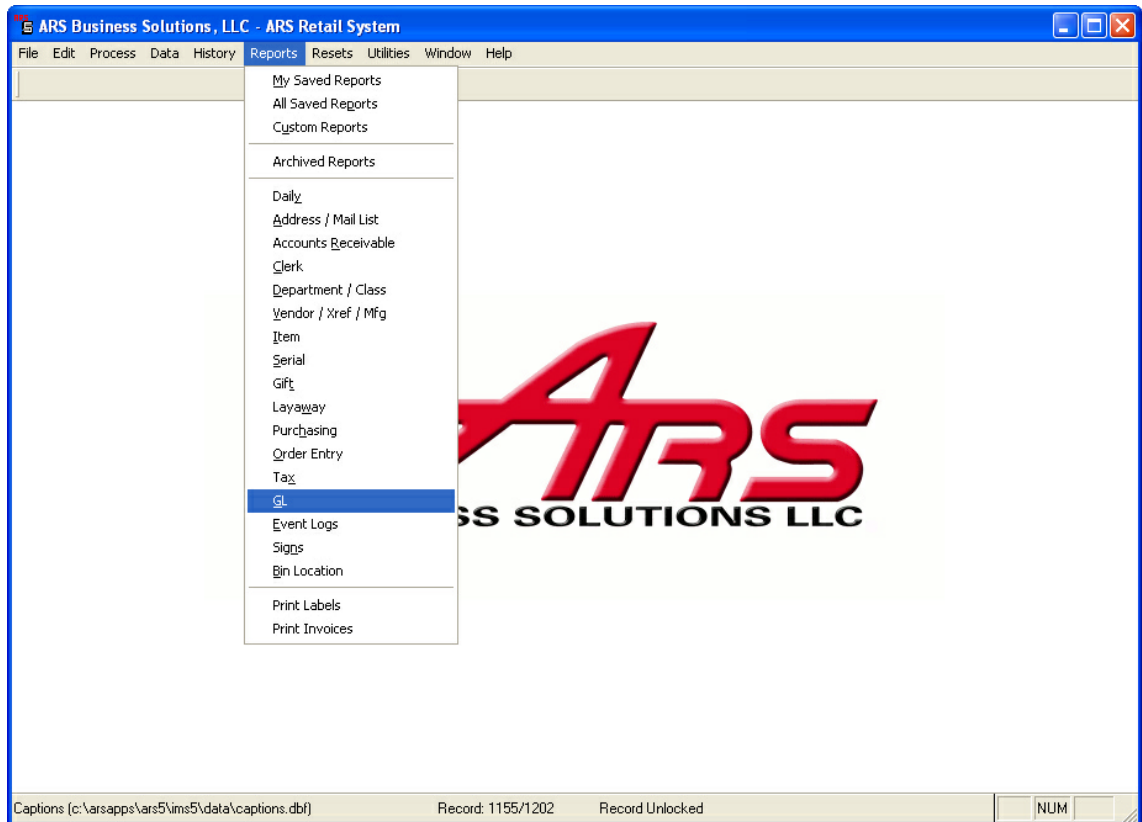 ARS Business Solutions, LLC - ARS Retail System
File Edit Process Data History Reports Resets Utilities Window Help
My Saved Reports
All Saved Reports
Custom Reports
Archived Reports
Daily
Address / Mail List
Accounts Receivable
Clerk
Department / Class
Vendor / Xref / Mfg
Item
Serial
Gift
Layaway
Purchasing
Order Entry
Tax
GL
Event Logs
Signs
Bin Location
Print Labels
Print Invoices
ARS
SS SOLUTIONS LLC
Captions (c:\arsapps\ars5\ims5\data\captions.dbf) Record: 1155/1202 Record Unlocked NUM